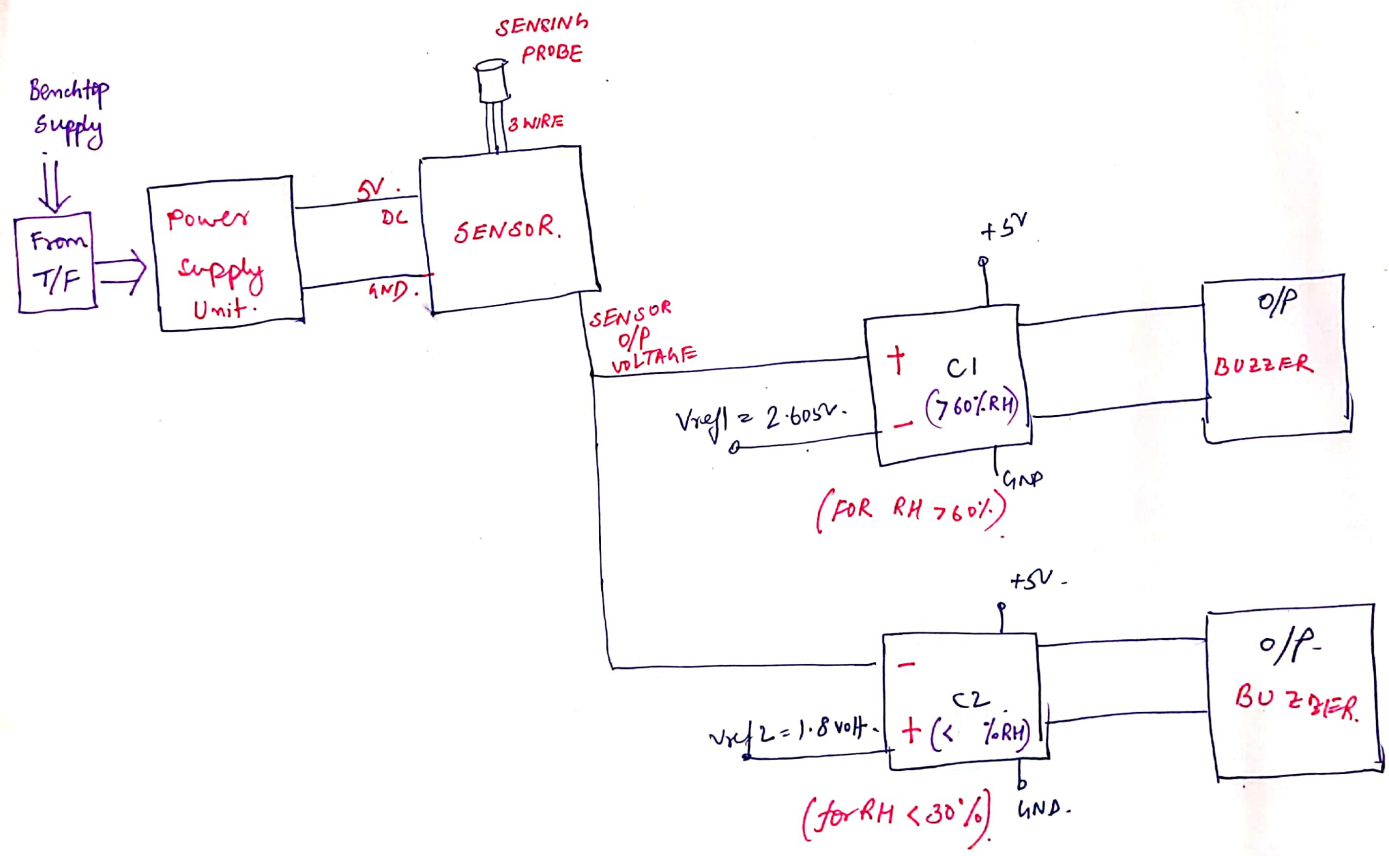 SENSING
PROBE
Benchtop
Supply
3 WIRE
5V.
DC
Power
Supply
Unit.
From
T/F
SENSOR.
GND.
+5V
SENSOR
O/P
VOLTAGE
O/P
BUZZER
+ C1
(>60%RH)
-
Vref1 = 2.605V.
GND
(FOR RH >60%)
+5V -
-
C2
+ (< %RH)
Vref2 = 1.8 volt.
O/P-
BUZZER.
(for RH <30%)
GND.